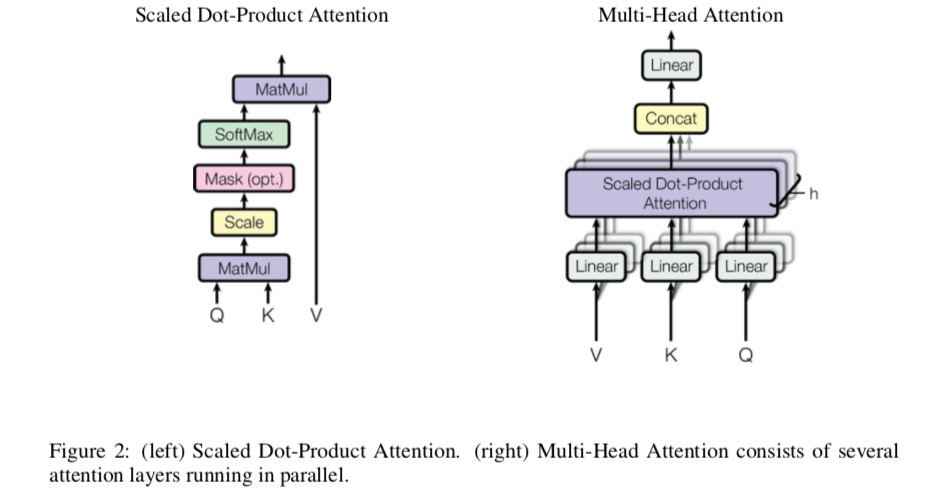 Scaled Dot-Product Attention
MatMul
SoftMax
Mask (opt.)
Scale
MatMul
Q K V
Multi-Head Attention
Linear
Concat
Scaled Dot-Product
Attention
h
Linear Linear Linear
V K Q
Figure 2: (left) Scaled Dot-Product Attention. (right) Multi-Head Attention consists of several
attention layers running in parallel.